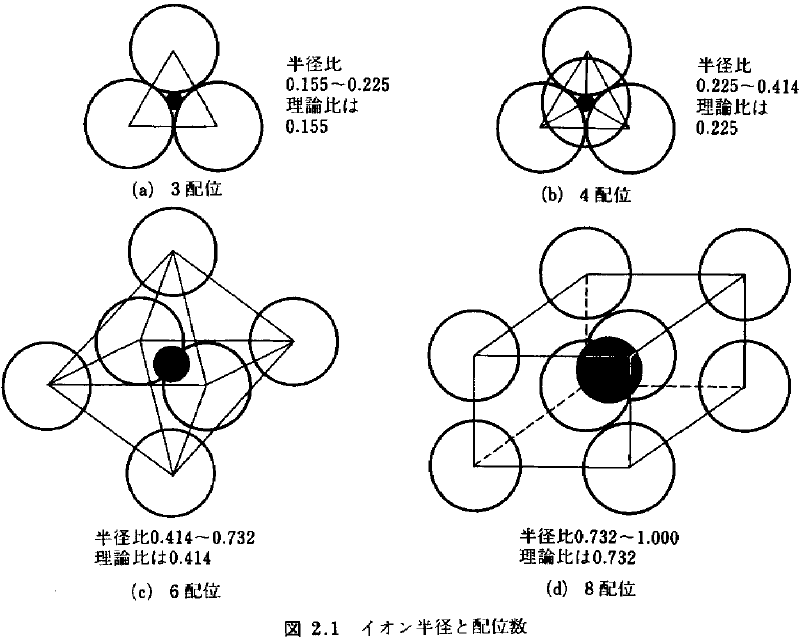 半径比
0.155～0.225
理論比は
0.155
(a) 3配位
半径比
0.225～0.414
理論比は
0.225
(b) 4配位
半径比0.414～0.732
理論比は0.414
(c) 6配位
半径比0.732～1.000
理論比は0.732
(d) 8配位
図 2.1 イオン半径と配位数